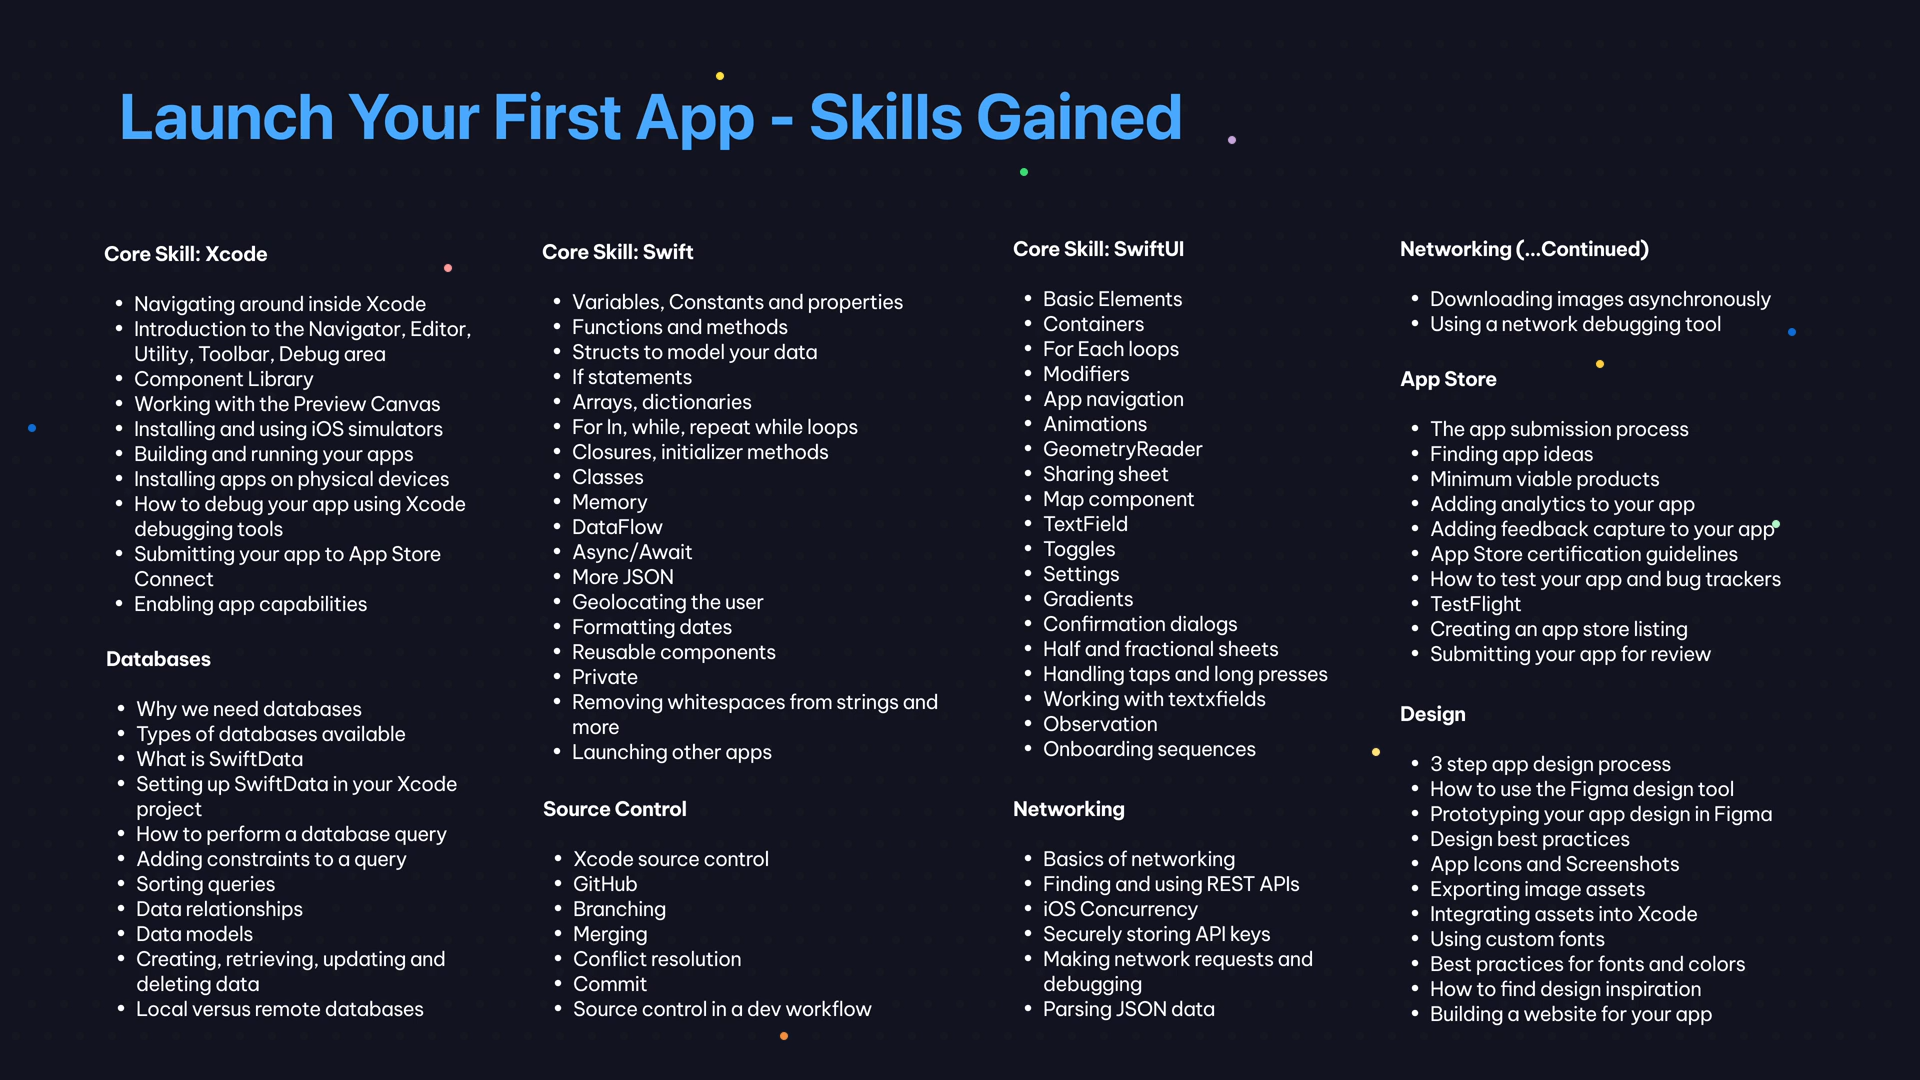 Launch Your First App - Skills Gained
Core Skill: Xcode
• Navigating around inside Xcode
• Introduction to the Navigator, Editor,
Utility, Toolbar, Debug area
• Component Library
• Working with the Preview Canvas
• Installing and using iOS simulators
• Building and running your apps
• Installing apps on physical devices
• How to debug your app using Xcode
debugging tools
• Submitting your app to App Store
Connect
• Enabling app capabilities
Databases
• Why we need databases
• Types of databases available
• What is SwiftData
• Setting up SwiftData in your Xcode
project
• How to perform a database query
• Adding constraints to a query
• Sorting queries
• Data relationships
• Data models
• Creating, retrieving, updating and
deleting data
• Local versus remote databases
Core Skill: Swift
• Variables, Constants and properties
• Functions and methods
• Structs to model your data
• If statements
• Arrays, dictionaries
• For In, while, repeat while loops
• Closures, initializer methods
• Classes
• Memory
• DataFlow
• Async/Await
• More JSON
• Geolocating the user
• Formatting dates
• Reusable components
• Private
• Removing whitespaces from strings and
more
• Launching other apps
Source Control
• Xcode source control
• GitHub
• Branching
• Merging
• Conflict resolution
• Commit
• Source control in a dev workflow
Core Skill: SwiftUI
• Basic Elements
• Containers
• For Each loops
• Modifiers
• App navigation
• Animations
• GeometryReader
• Sharing sheet
• Map component
• TextField
• Toggles
• Settings
• Gradients
• Confirmation dialogs
• Half and fractional sheets
• Handling taps and long presses
• Working with textxfields
• Observation
• Onboarding sequences
Networking
• Basics of networking
• Finding and using REST APIs
• iOS Concurrency
• Securely storing API keys
• Making network requests and
debugging
• Parsing JSON data
Networking (...Continued)
• Downloading images asynchronously
• Using a network debugging tool
App Store
• The app submission process
• Finding app ideas
• Minimum viable products
• Adding analytics to your app
• Adding feedback capture to your app
• App Store certification guidelines
• How to test your app and bug trackers
• TestFlight
• Creating an app store listing
• Submitting your app for review
Design
• 3 step app design process
• How to use the Figma design tool
• Prototyping your app design in Figma
• Design best practices
• App Icons and Screenshots
• Exporting image assets
• Integrating assets into Xcode
• Using custom fonts
• Best practices for fonts and colors
• How to find design inspiration
• Building a website for your app